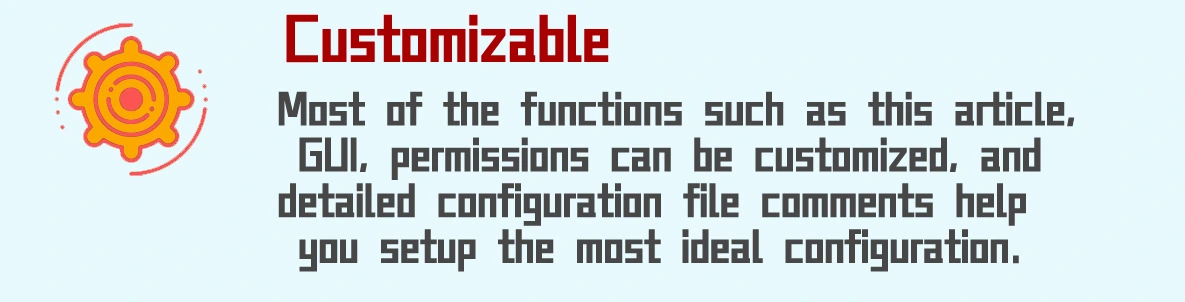 Customizable
Most of the functions such as this article,
GUI, permissions can be customized, and
detailed configuration file comments help
you setup the most ideal configuration.